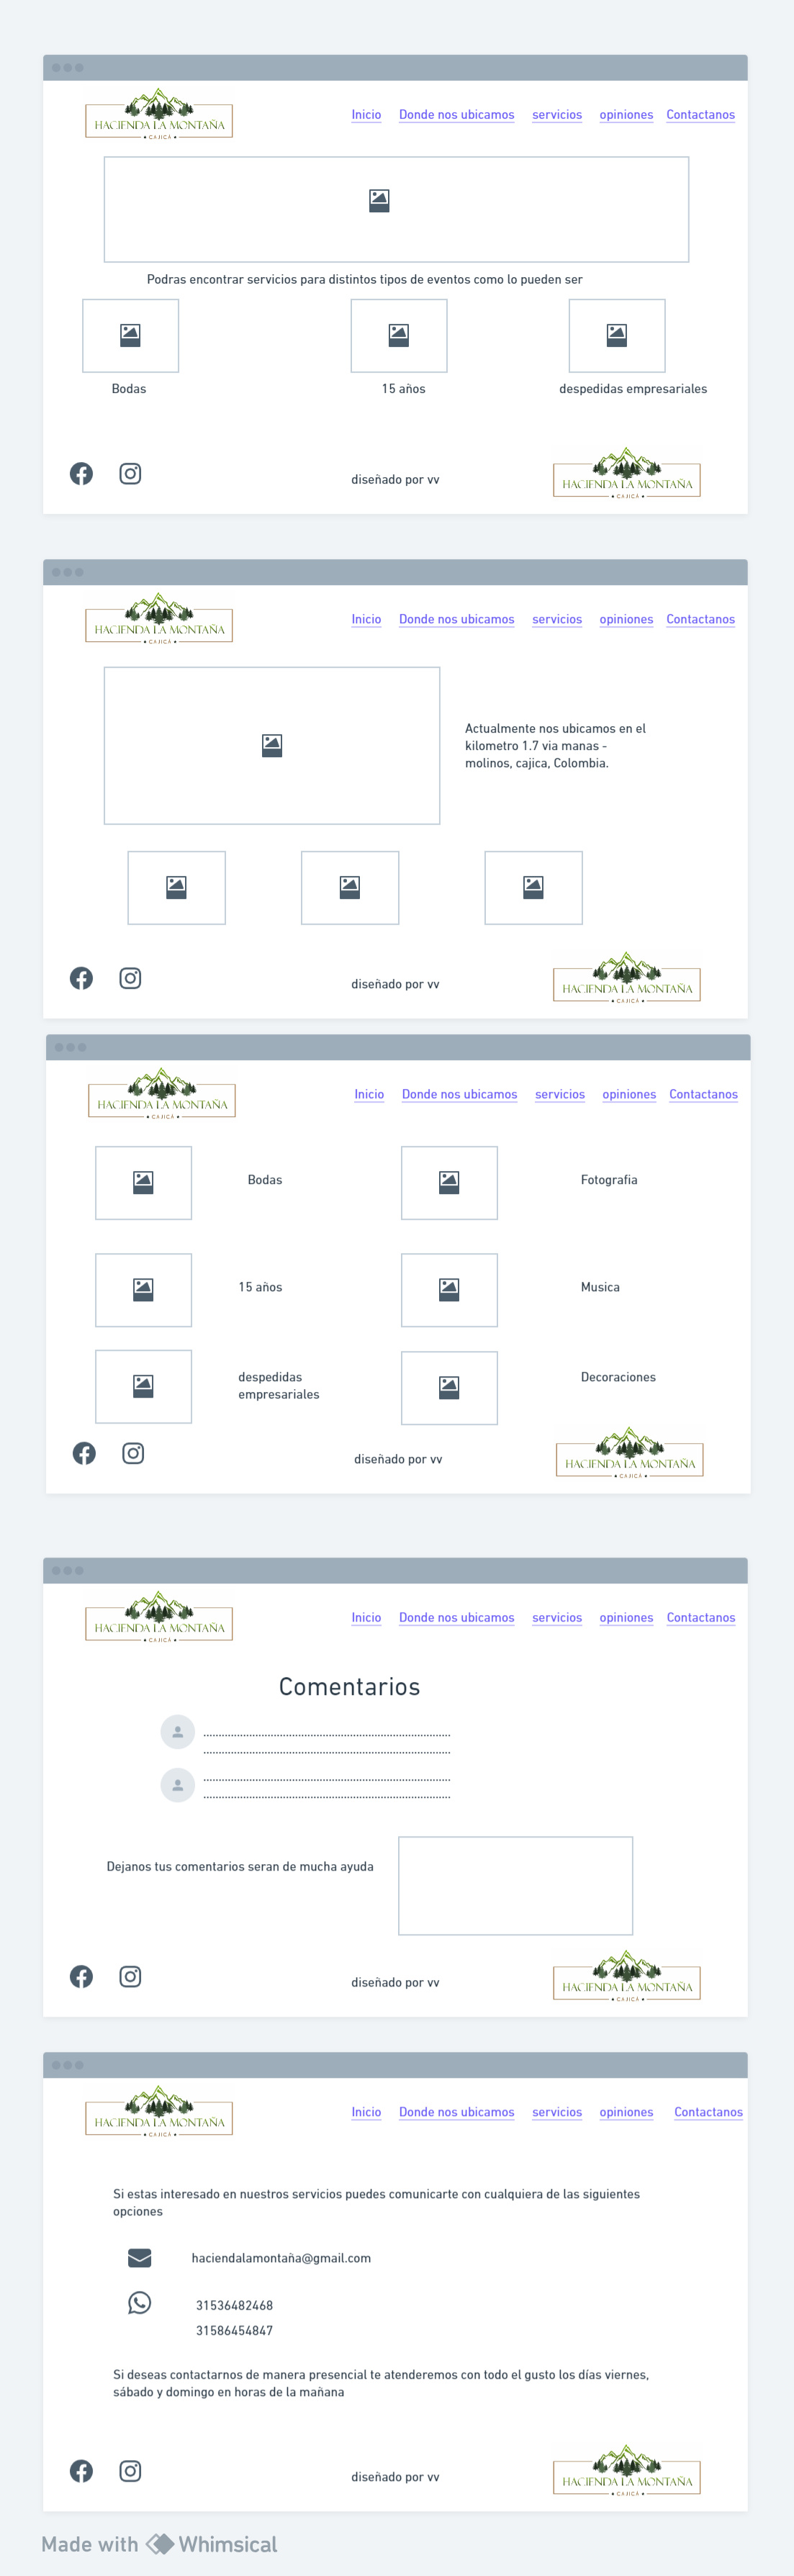 HACIENDA LA MONTAÑA
• CAJICÁ •
Inicio Donde nos ubicamos servicios opiniones Contactanos
Podras encontrar servicios para distintos tipos de eventos como lo pueden ser
Bodas 15 años despedidas empresariales
diseñado por vv
HACIENDA LA MONTAÑA
• CAJICÁ •
HACIENDA LA MONTAÑA
• CAJICÁ •
Inicio Donde nos ubicamos servicios opiniones Contactanos
Actualmente nos ubicamos en el
kilometro 1.7 via manas -
molinos, cajica, Colombia.
diseñado por vv
HACIENDA LA MONTAÑA
• CAJICÁ •
HACIENDA LA MONTAÑA
• CAJICÁ •
Inicio Donde nos ubicamos servicios opiniones Contactanos
Bodas Fotografia
15 años Musica
despedidas
empresariales
Decoraciones
diseñado por vv
HACIENDA LA MONTAÑA
• CAJICÁ •
HACIENDA LA MONTAÑA
• CAJICÁ •
Inicio Donde nos ubicamos servicios opiniones Contactanos
Comentarios
Dejanos tus comentarios seran de mucha ayuda
diseñado por vv
HACIENDA LA MONTAÑA
• CAJICÁ •
HACIENDA LA MONTAÑA
• CAJICÁ •
Inicio Donde nos ubicamos servicios opiniones Contactanos
Si estas interesado en nuestros servicios puedes comunicarte con cualquiera de las siguientes
opciones
haciendalamontaña@gmail.com
31536482468
31586454847
Si deseas contactarnos de manera presencial te atenderemos con todo el gusto los días viernes,
sábado y domingo en horas de la mañana
diseñado por vv
HACIENDA LA MONTAÑA
• CAJICÁ •
Made with Whimsical